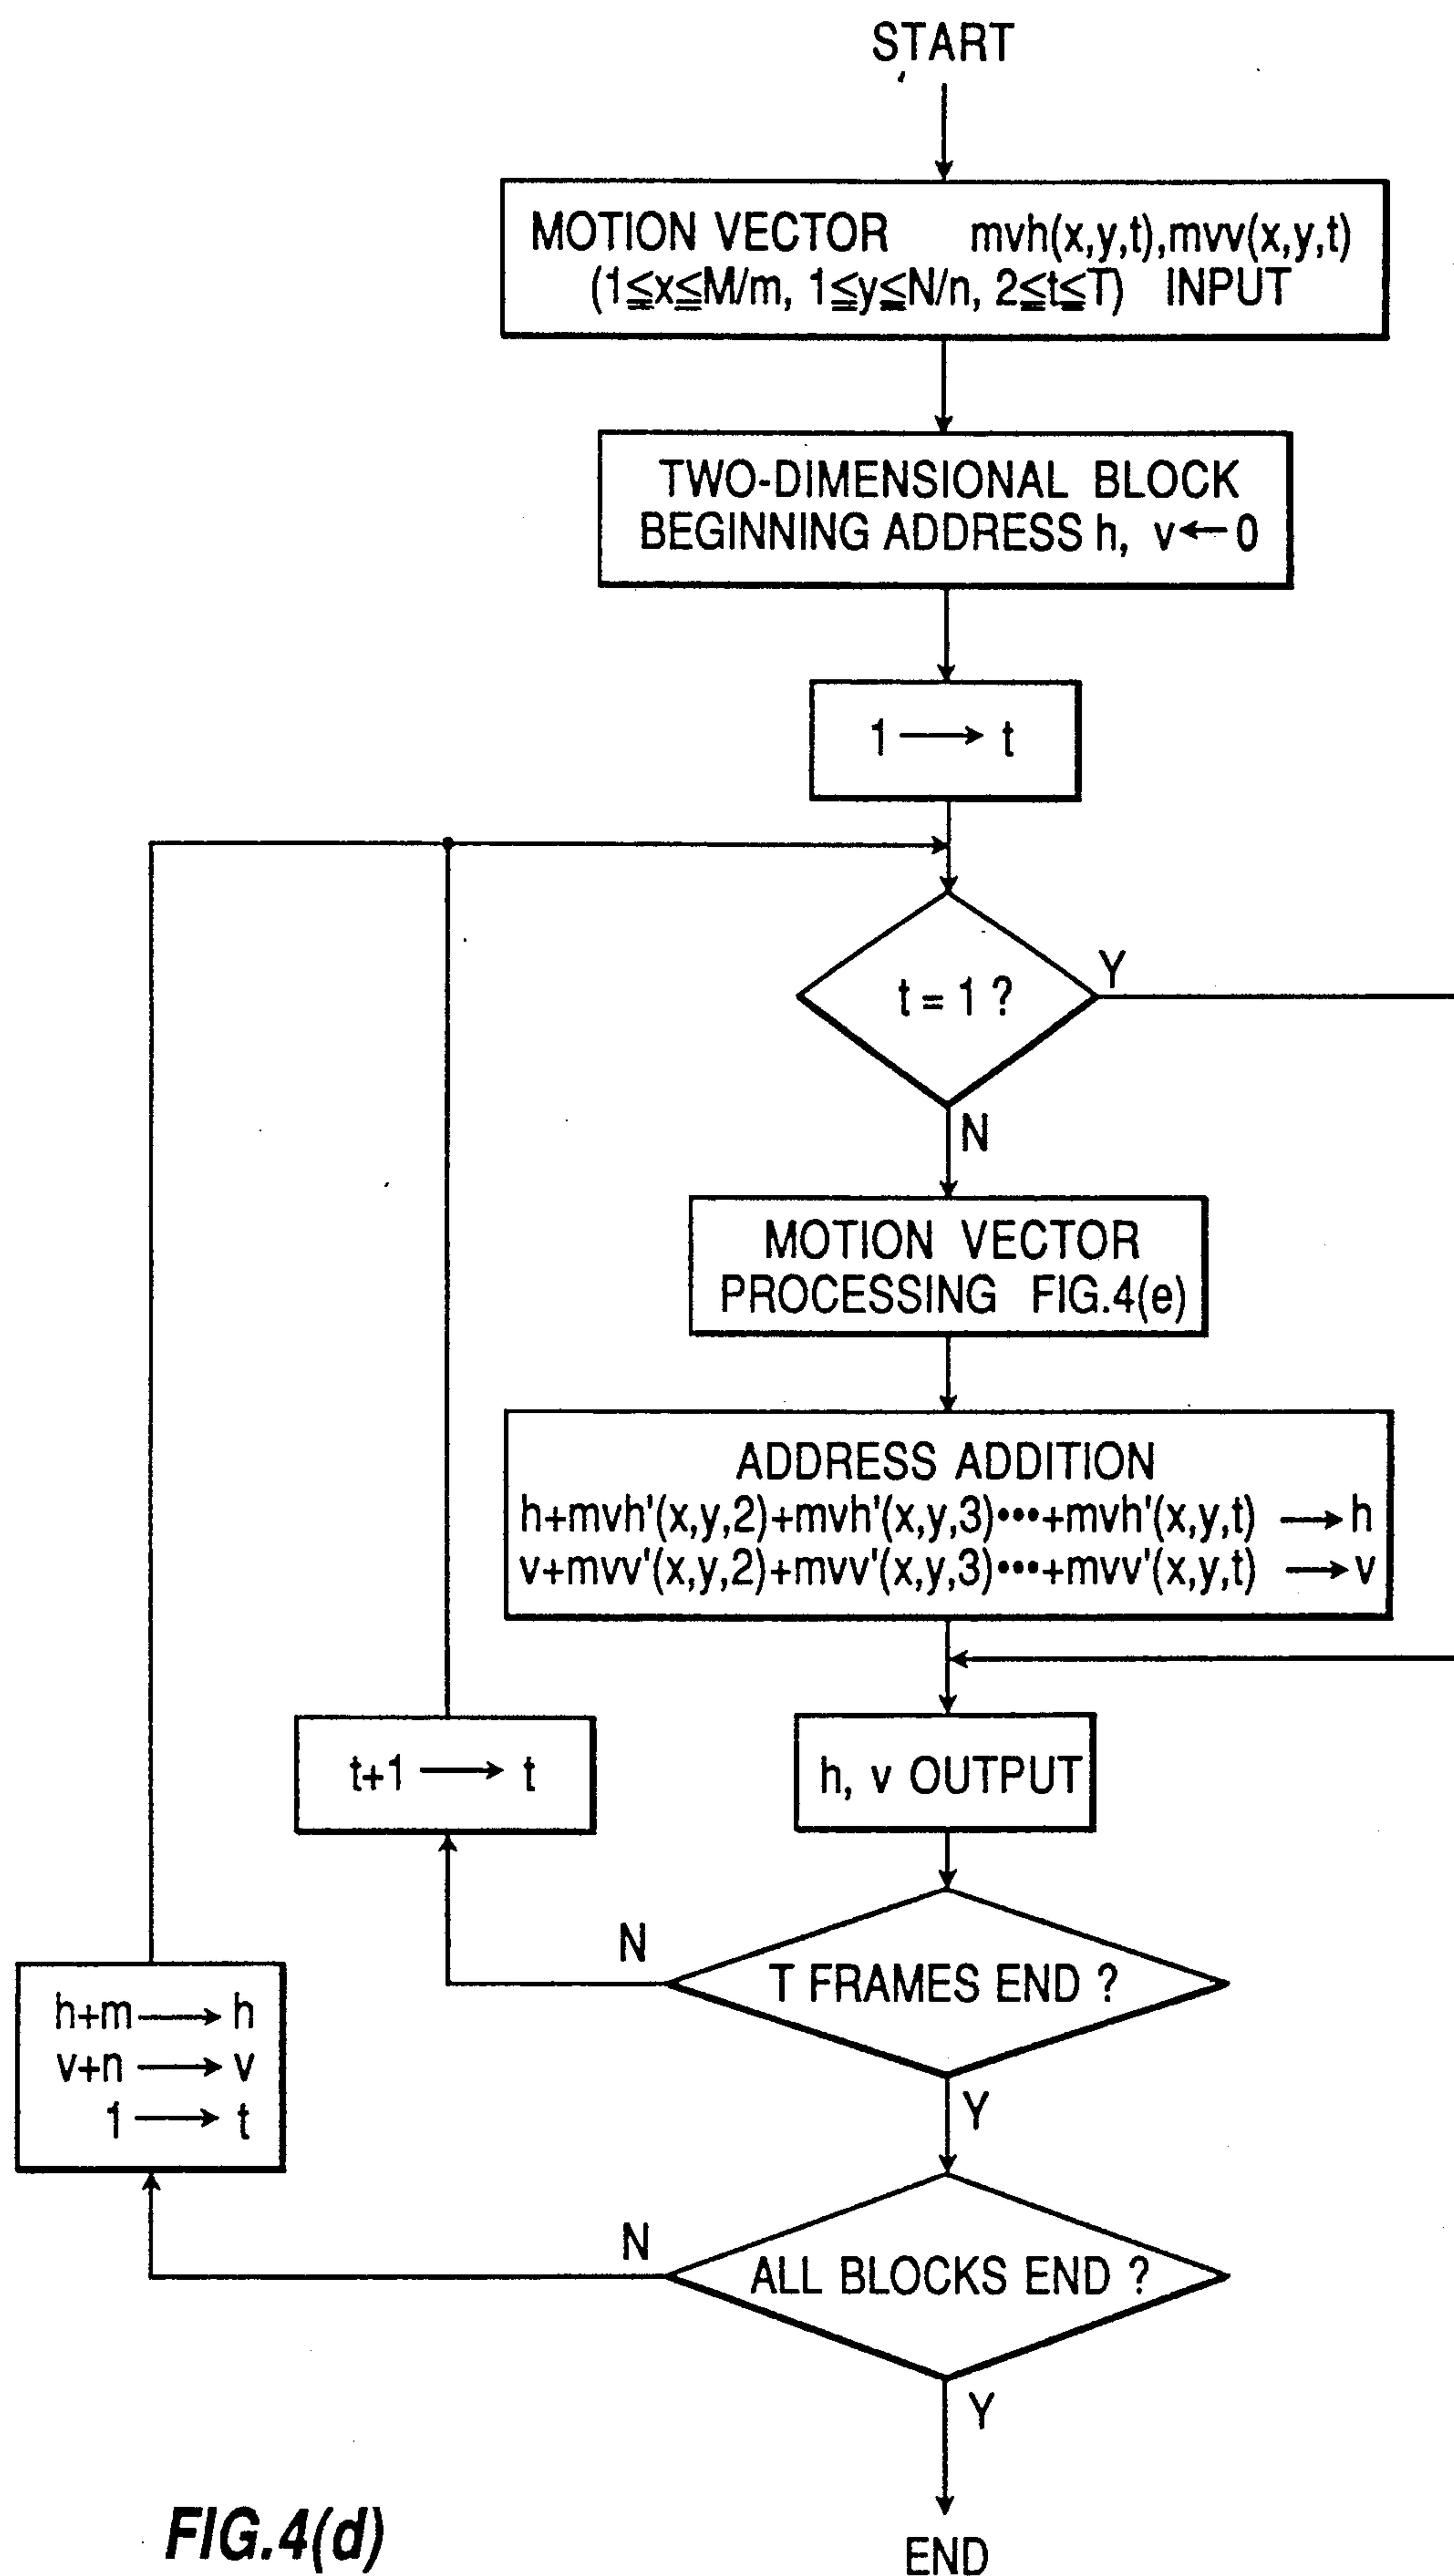 START
MOTION VECTOR mvh(x,y,t),mvv(x,y,t)
(1≦x≦M/m, 1≦y≦N/n, 2≦t≦T) INPUT
TWO-DIMENSIONAL BLOCK
BEGINNING ADDRESS h, v←0
1→t
t = 1 ?
Y
N
MOTION VECTOR
PROCESSING FIG.4(e)
ADDRESS ADDITION
h+mvh'(x,y,2)+mvh'(x,y,3)•••+mvh'(x,y,t) →h
v+mvv'(x,y,2)+mvv'(x,y,3)•••+mvv'(x,y,t) →v
t+1→t
h, v OUTPUT
N
T FRAMES END ?
Y
h+m→h
v+n→v
1→t
N
ALL BLOCKS END ?
Y
END
FIG.4(d)